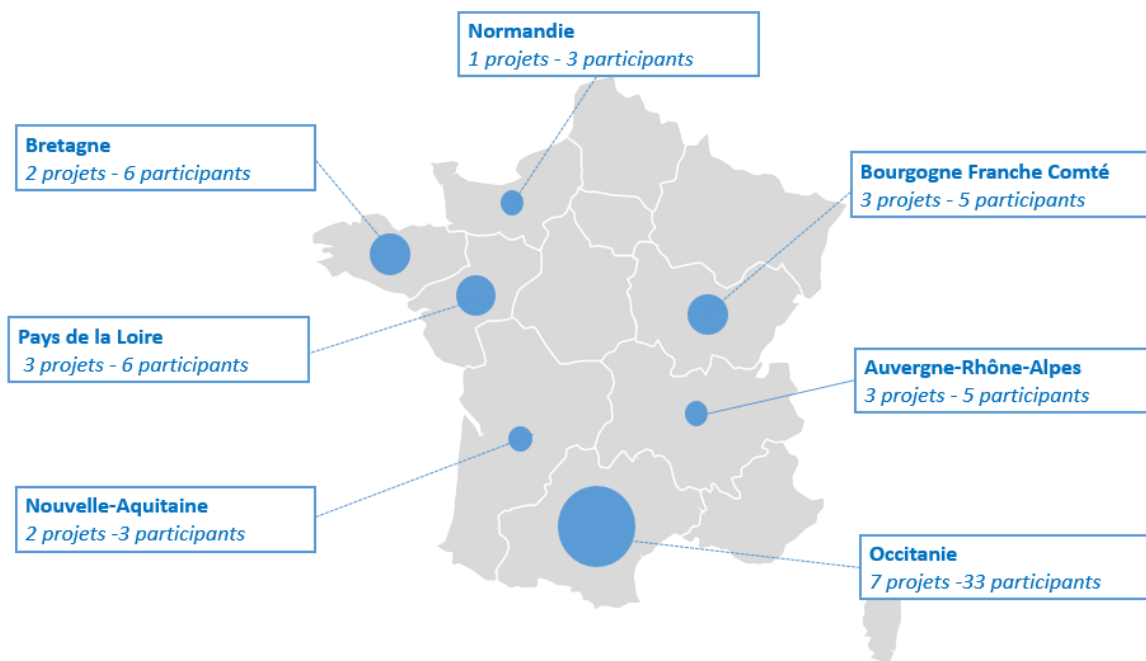 Normandie
1 projets - 3 participants
Bretagne
2 projets - 6 participants
Bourgogne Franche Comté
3 projets - 5 participants
Pays de la Loire
3 projets - 6 participants
Auvergne-Rhône-Alpes
3 projets - 5 participants
Nouvelle-Aquitaine
2 projets -3 participants
Occitanie
7 projets -33 participants